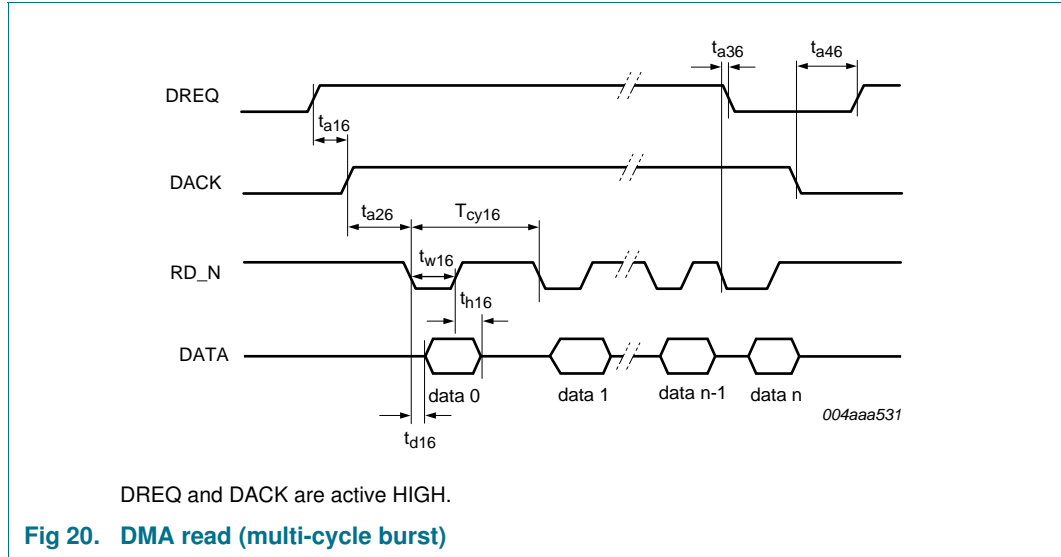 ta36
ta46
DREQ
ta16
DACK
ta26
Tcy16
RD_N
tw16
th16
DATA
data 0
data 1
data n-1
data n
004aaa531
td16
DREQ and DACK are active HIGH.
Fig 20. DMA read (multi-cycle burst)